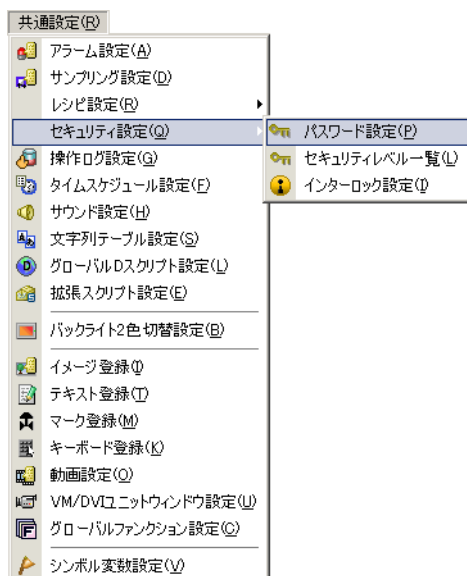 共通設定(R)
アラーム設定(A)
サンプリング設定(D)
レシピ設定(R)
セキュリティ設定(Q)
パスワード設定(P)
操作ログ設定(G)
セキュリティレベル一覧(L)
タイムスケジュール設定(F)
インターロック設定(I)
サウンド設定(H)
文字列テーブル設定(S)
グローバルDスクリプト設定(L)
拡張スクリプト設定(E)
バックライト2色切替設定(B)
イメージ登録(I)
テキスト登録(T)
マーク登録(M)
キーボード登録(K)
動画設定(O)
VM/DVIユニットウィンドウ設定(U)
グローバルファンクション設定(C)
シンボル変数設定(V)